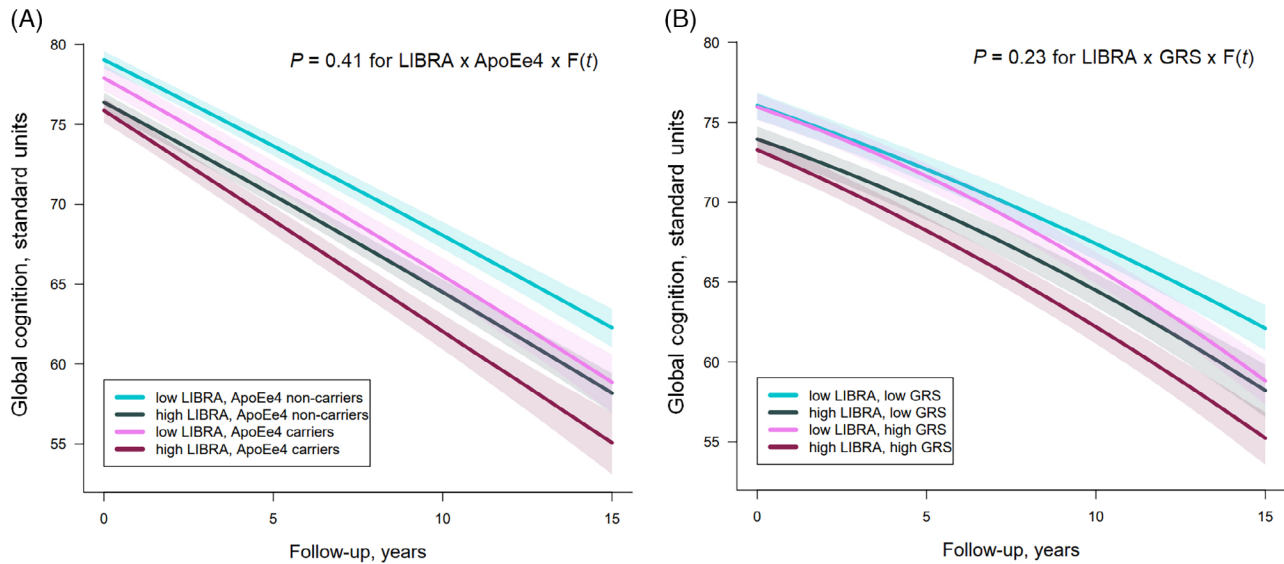 (A)
P = 0.41 for LIBRA x ApoEe4 x F(t)
Global cognition, standard units
80
75
70
65
60
55
low LIBRA, ApoEe4 non-carriers
high LIBRA, ApoEe4 non-carriers
low LIBRA, ApoEe4 carriers
high LIBRA, ApoEe4 carriers
0
5
10
15
Follow-up, years
(B)
P = 0.23 for LIBRA x GRS x F(t)
Global cognition, standard units
80
75
70
65
60
55
low LIBRA, low GRS
high LIBRA, low GRS
low LIBRA, high GRS
high LIBRA, high GRS
0
5
10
15
Follow-up, years